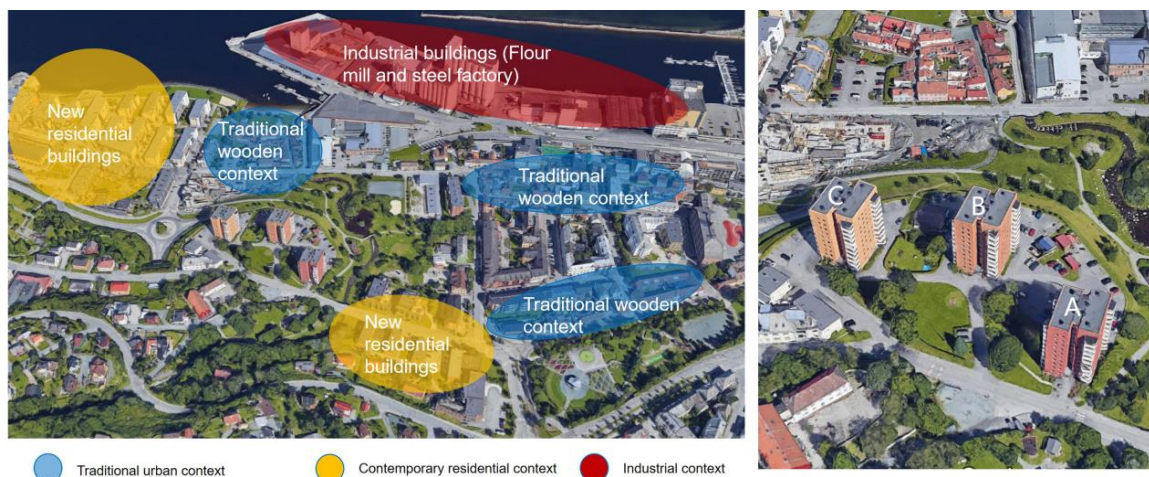 Industrial buildings (Flour
mill and steel factory)
New
residential
buildings
Traditional
wooden
context
Traditional
wooden context
Traditional wooden
context
New
residential
buildings
Traditional urban context
Contemporary residential context
Industrial context
C
B
A